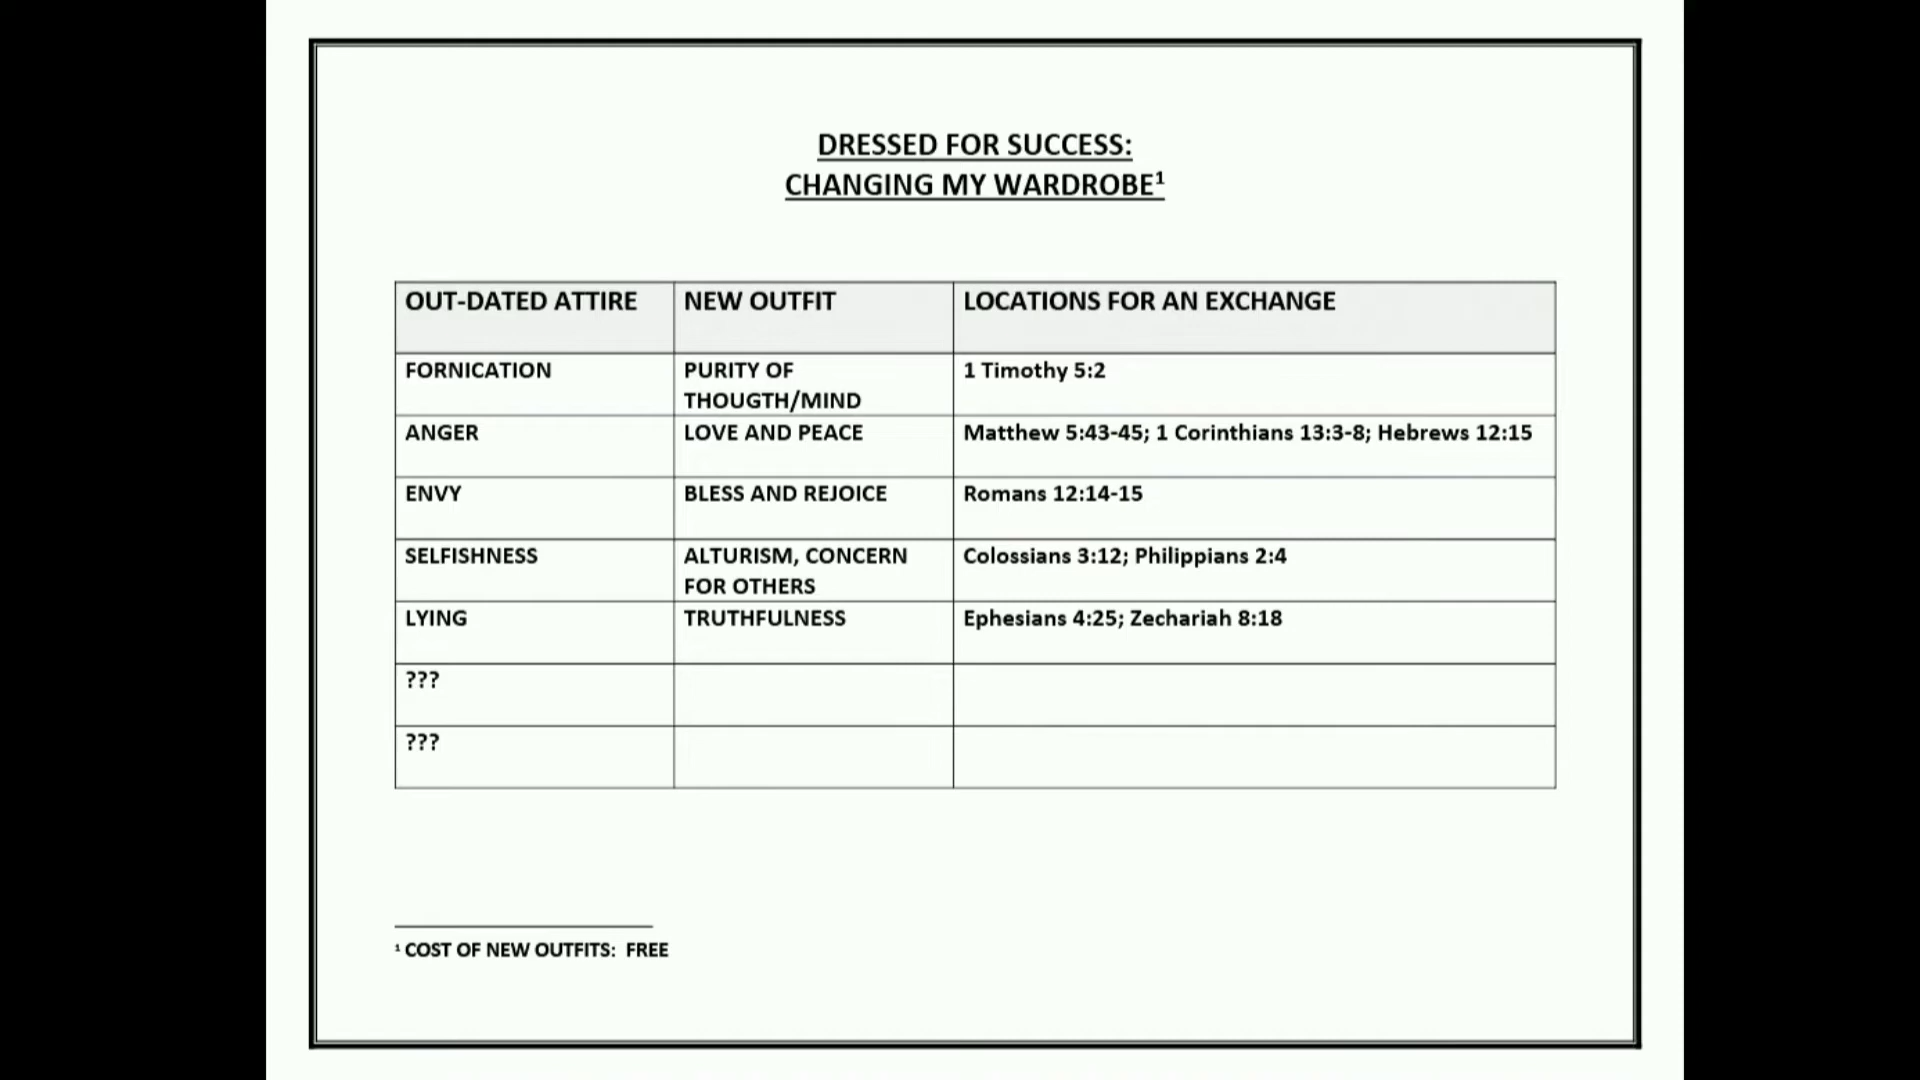 DRESSED FOR SUCCESS:
CHANGING MY WARDROBE¹
OUT-DATED ATTIRE NEW OUTFIT LOCATIONS FOR AN EXCHANGE
FORNICATION PURITY OF THOUGTH/MIND 1 Timothy 5:2
ANGER LOVE AND PEACE Matthew 5:43-45; 1 Corinthians 13:3-8; Hebrews 12:15
ENVY BLESS AND REJOICE Romans 12:14-15
SELFISHNESS ALTURISM, CONCERN FOR OTHERS Colossians 3:12; Philippians 2:4
LYING TRUTHFULNESS Ephesians 4:25; Zechariah 8:18
???
???
¹ COST OF NEW OUTFITS: FREE